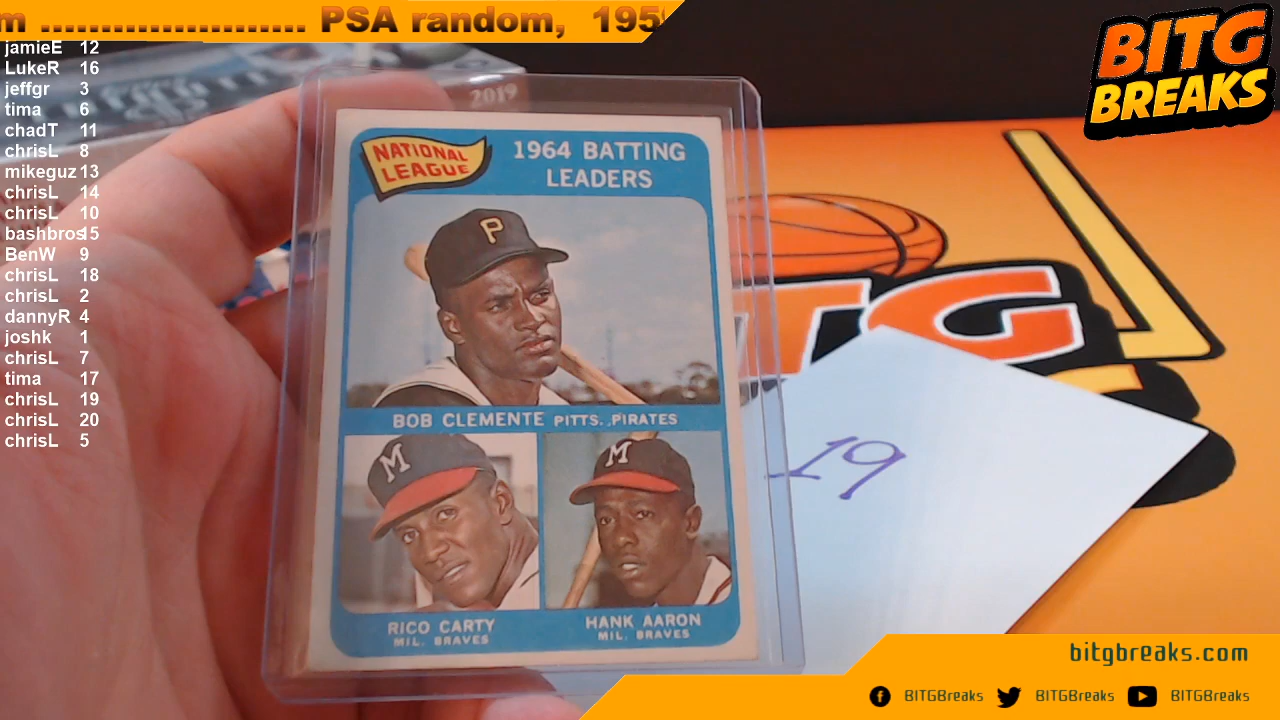 m ........................ PSA random, 195
BITG
BREAKS
jamieE 12
LukeR 16
jeffgr 3
tima 6
chadT 11
chrisL 8
mikeguz 13
chrisL 14
chrisL 10
bashbros 15
BenW 9
chrisL 18
chrisL 2
dannyR 4
joshk 1
chrisL 7
tima 17
chrisL 19
chrisL 20
chrisL 5
2019
NATIONAL
LEAGUE
1964 BATTING
LEADERS
P
BOB CLEMENTE PITTS. PIRATES
M
M
RICO CARTY
MIL. BRAVES
HANK AARON
MIL. BRAVES
TG
19
bitgbreaks.com
BITGBreaks
BITGBreaks
BITGBreaks